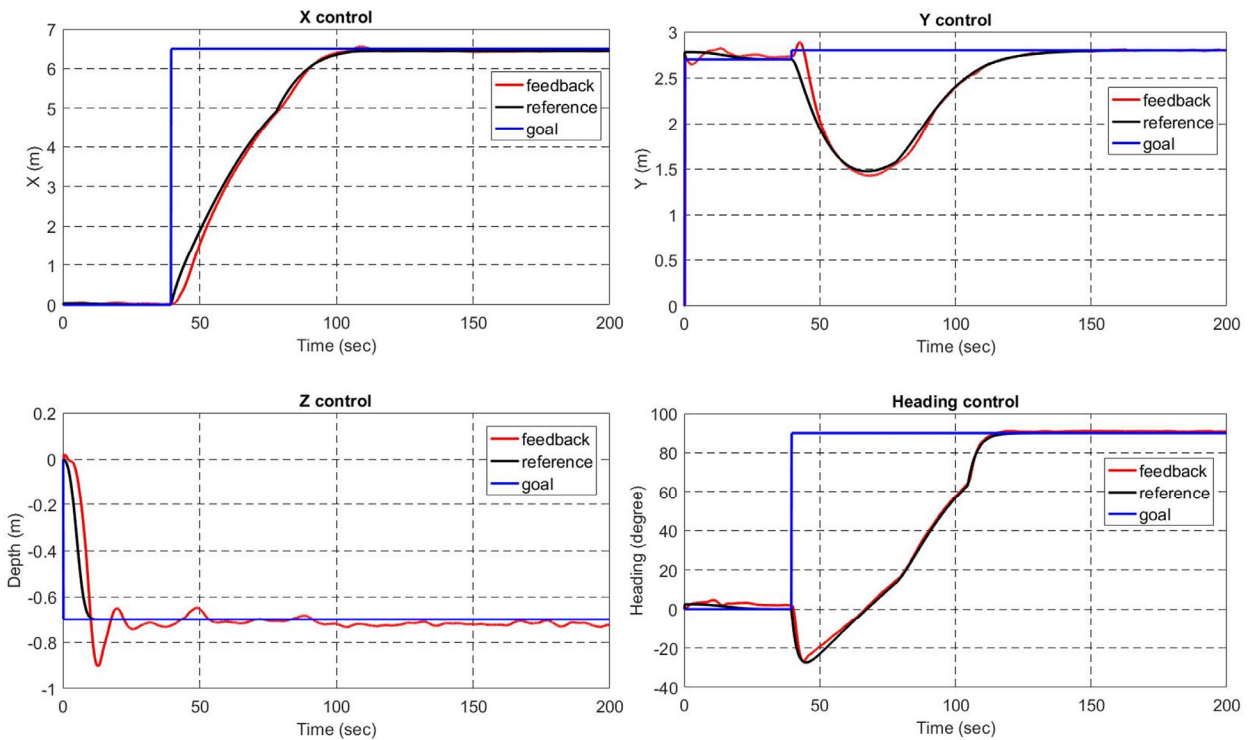 X control
7
6
5
4
3
2
1
0
X (m)
0
50
100
150
200
Time (sec)
feedback
reference
goal
Y control
3
2.5
2
1.5
1
0.5
0
Y (m)
0
50
100
150
200
Time (sec)
feedback
reference
goal
Z control
0.2
0
-0.2
-0.4
-0.6
-0.8
-1
Depth (m)
0
50
100
150
200
Time (sec)
feedback
reference
goal
Heading control
100
80
60
40
20
0
-20
-40
Heading (degree)
0
50
100
150
200
Time (sec)
feedback
reference
goal